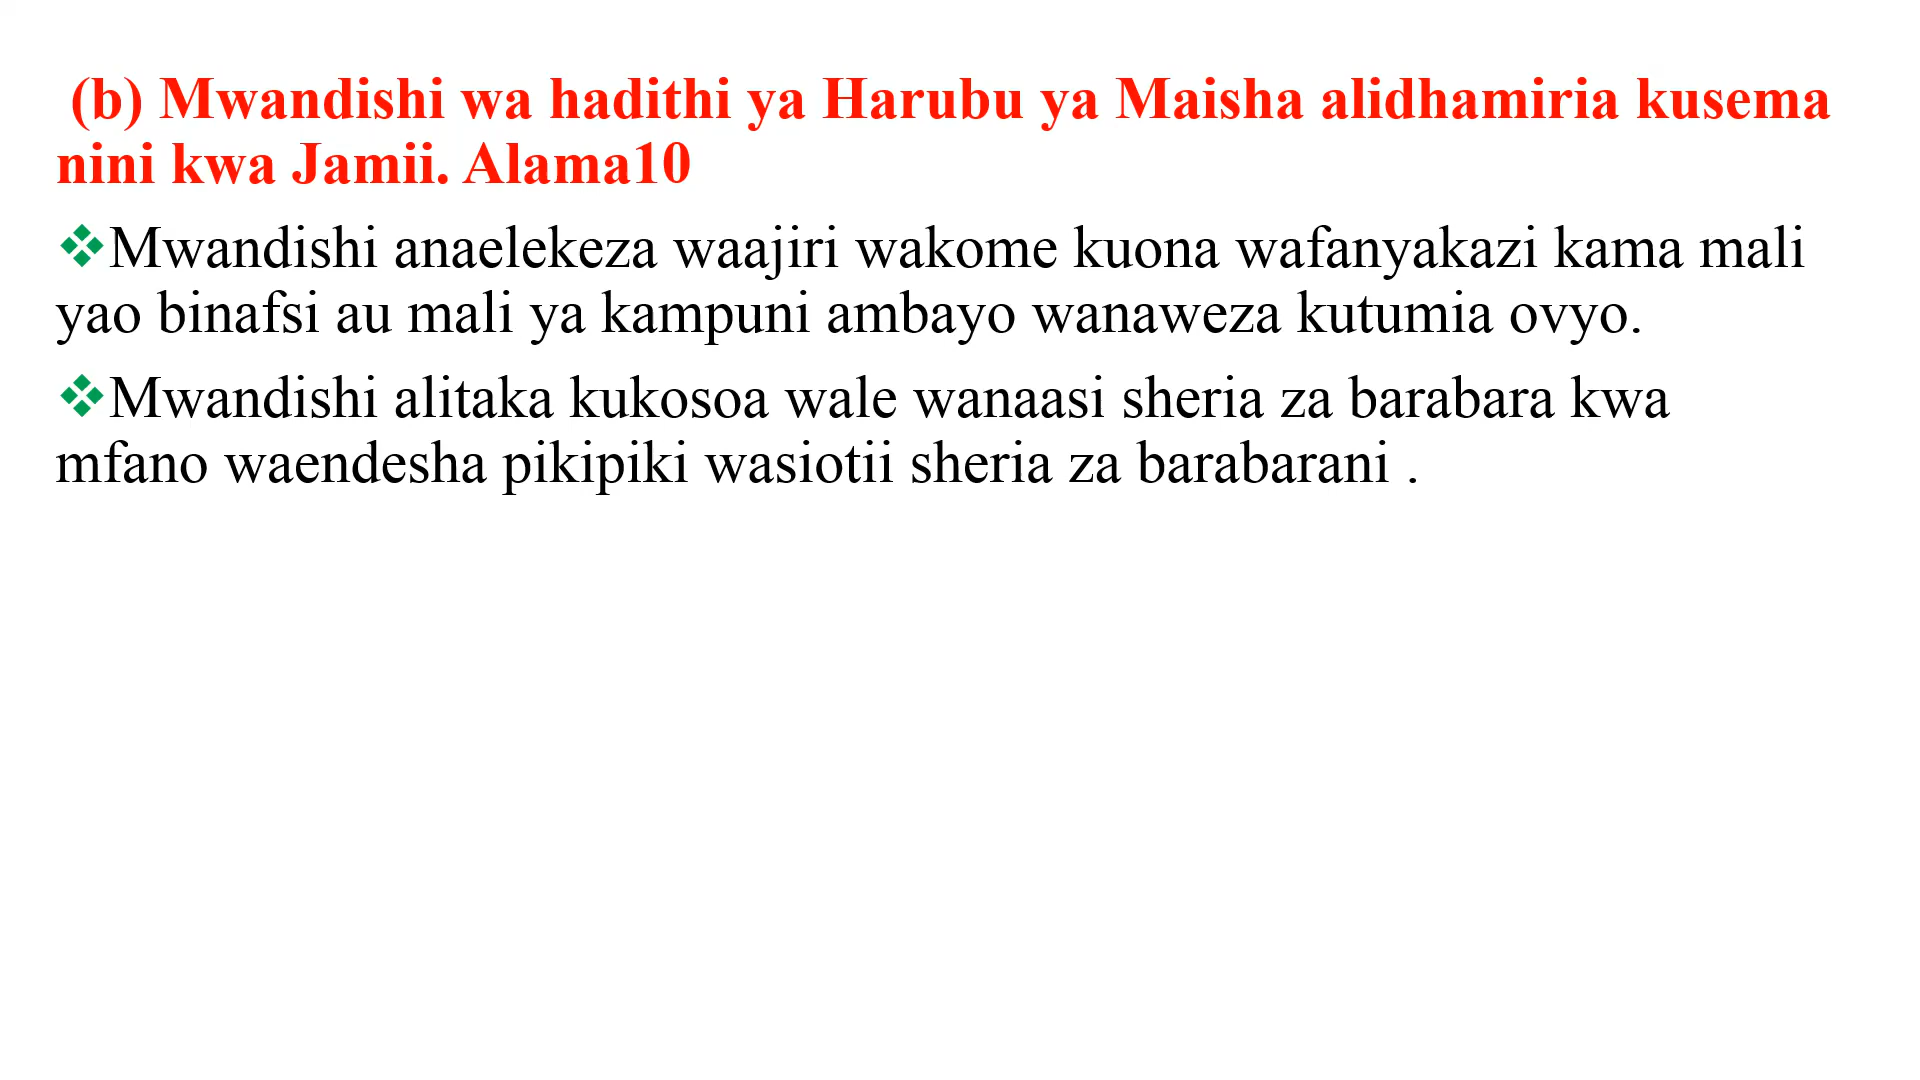 (b) Mwandishi wa hadithi ya Harubu ya Maisha alidhamiria kusema
nini kwa Jamii. Alama10
❖Mwandishi anaelekeza waajiri wakome kuona wafanyakazi kama mali
yao binafsi au mali ya kampuni ambayo wanaweza kutumia ovyo.
❖Mwandishi alitaka kukosoa wale wanaasi sheria za barabara kwa
mfano waendesha pikipiki wasiotii sheria za barabarani .